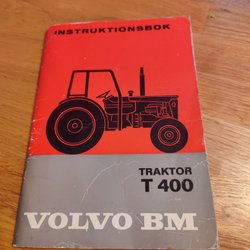 INSTRUKTIONSBOK
TRAKTOR
T 400
VOLVO BM